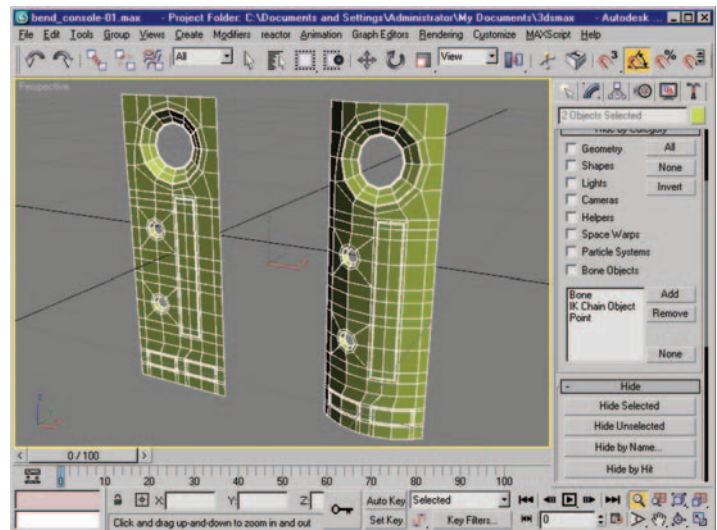 bend_console-01.max - Project Folder: C:\Documents and Settings\Administrator\My Documents\3dsmax - Autodesk ...
File Edit Tools Group Views Create Modifiers reactor Animation Graph Editors Rendering Customize MAXScript Help
All View 3 %
Perspective
2 Objects Selected
Hide by Category
Geometry All
Shapes None
Lights Invert
Cameras
Helpers
Space Warps
Particle Systems
Bone Objects
Bone Add
IK Chain Object Remove
Point
None
- Hide
Hide Selected
Hide Unselected
Hide by Name...
Hide by Hit
< 0 / 100 >
0 10 20 30 40 50 60 70 80 90 100
X: Y: Z: Auto Key Selected
Click and drag up-and-down to zoom in and out Set Key Key Filters... 0